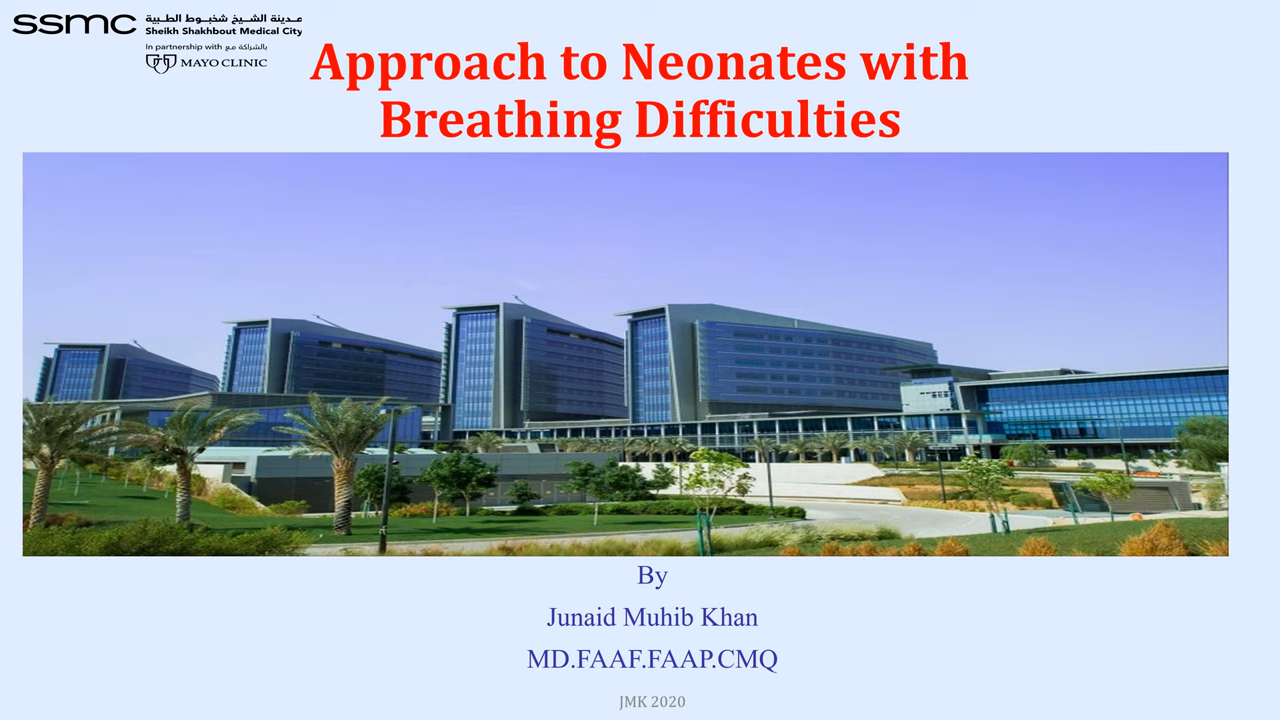 ssmc
مدينة الشيخ شخبوط الطبية
Sheikh Shakhbout Medical City
In partnership with بالشراكة مع
MAYO CLINIC
Approach to Neonates with
Breathing Difficulties
By
Junaid Muhib Khan
MD.FAAF.FAAP.CMQ
JMK 2020